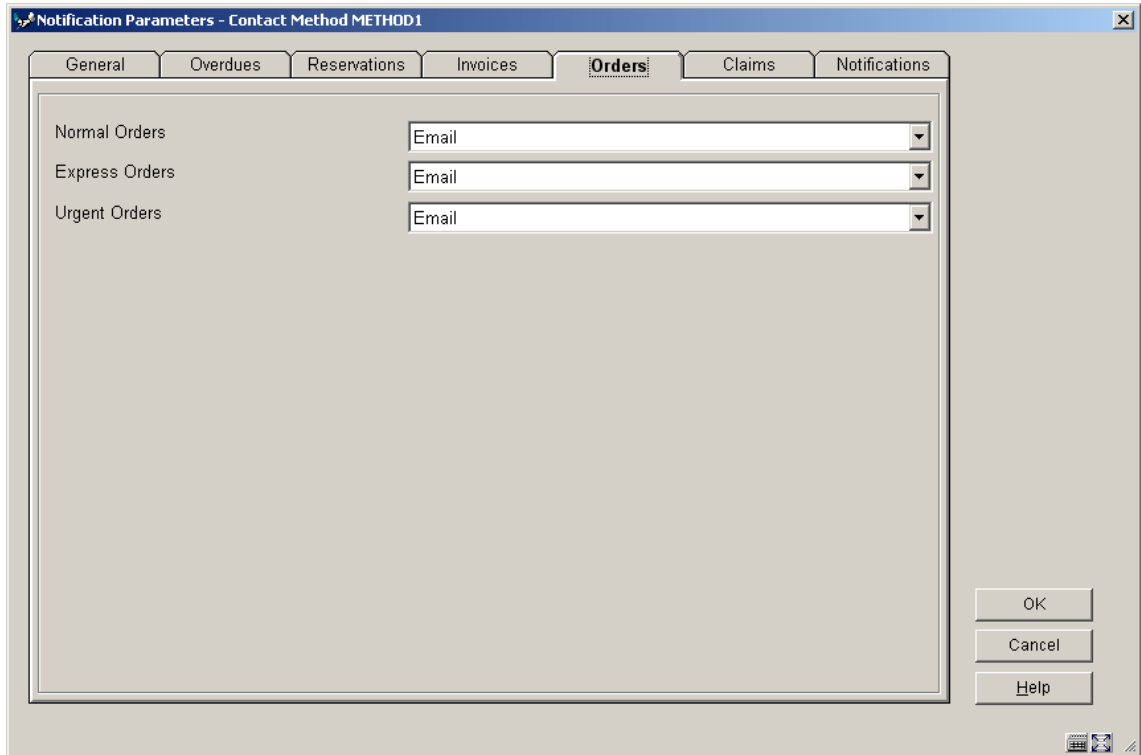 Notification Parameters - Contact Method METHOD1
General Overdues Reservations Invoices Orders Claims Notifications
Normal Orders Email
Express Orders Email
Urgent Orders Email
OK
Cancel
Help